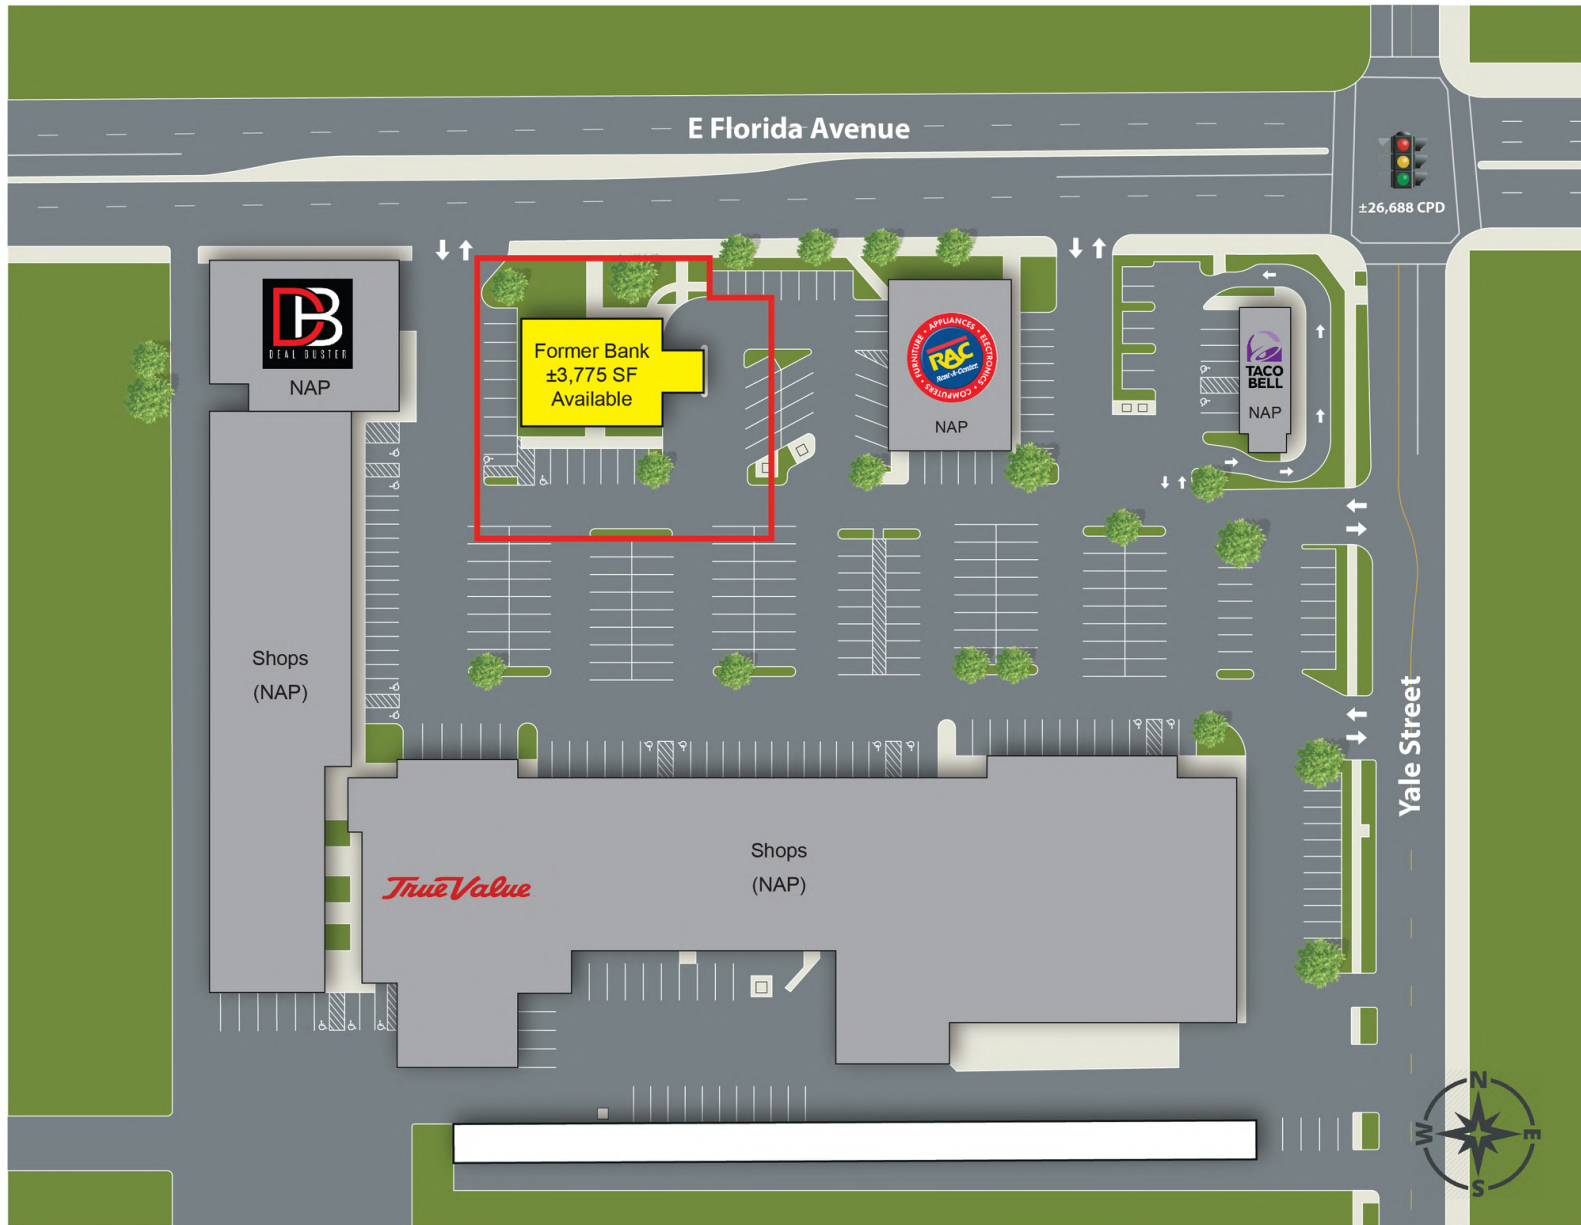 E Florida Avenue
±26,688 CPD
DB
DEAL BUSTER
NAP
Former Bank
±3,775 SF
Available
FURNITURE • APPLIANCES • ELECTRONICS • COMPUTERS
RAC
Rent-A-Center
NAP
TACO
BELL
NAP
Shops
(NAP)
Yale Street
True Value
Shops
(NAP)
N
W
E
S